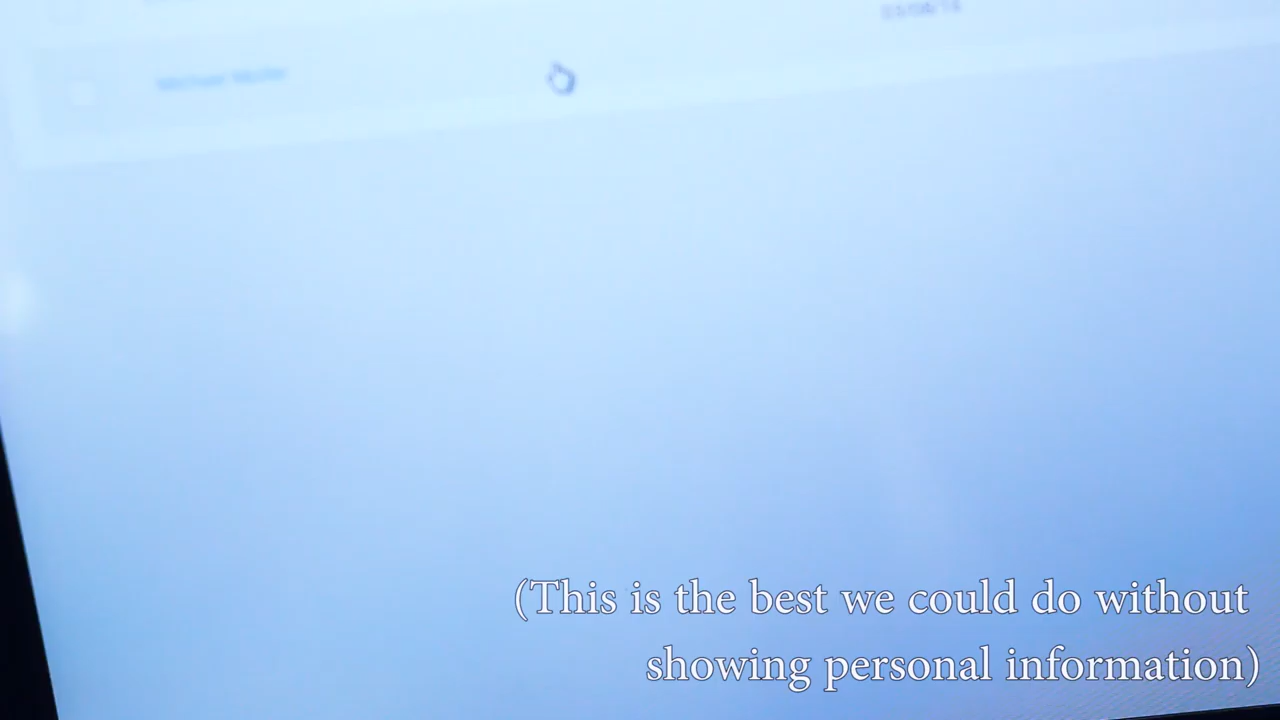 (This is the best we could do without
showing personal information)